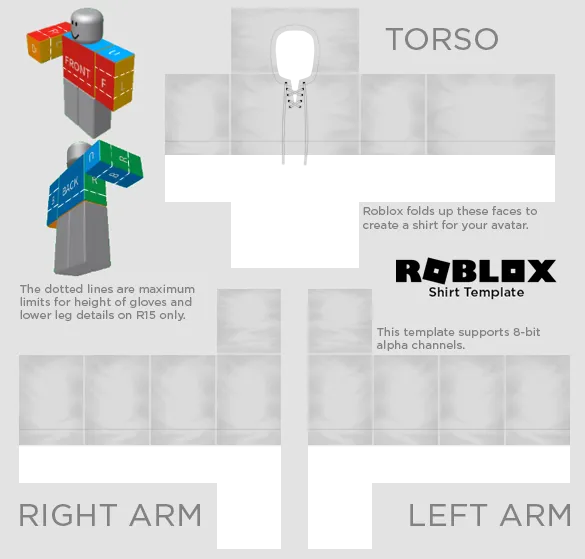 TORSO
FRONT
F
L
R
U
BACK
B
U
R
B
R
Roblox folds up these faces to
create a shirt for your avatar.
ROBLOX
Shirt Template
The dotted lines are maximum
limits for height of gloves and
lower leg details on R15 only.
This template supports 8-bit
alpha channels.
RIGHT ARM
LEFT ARM